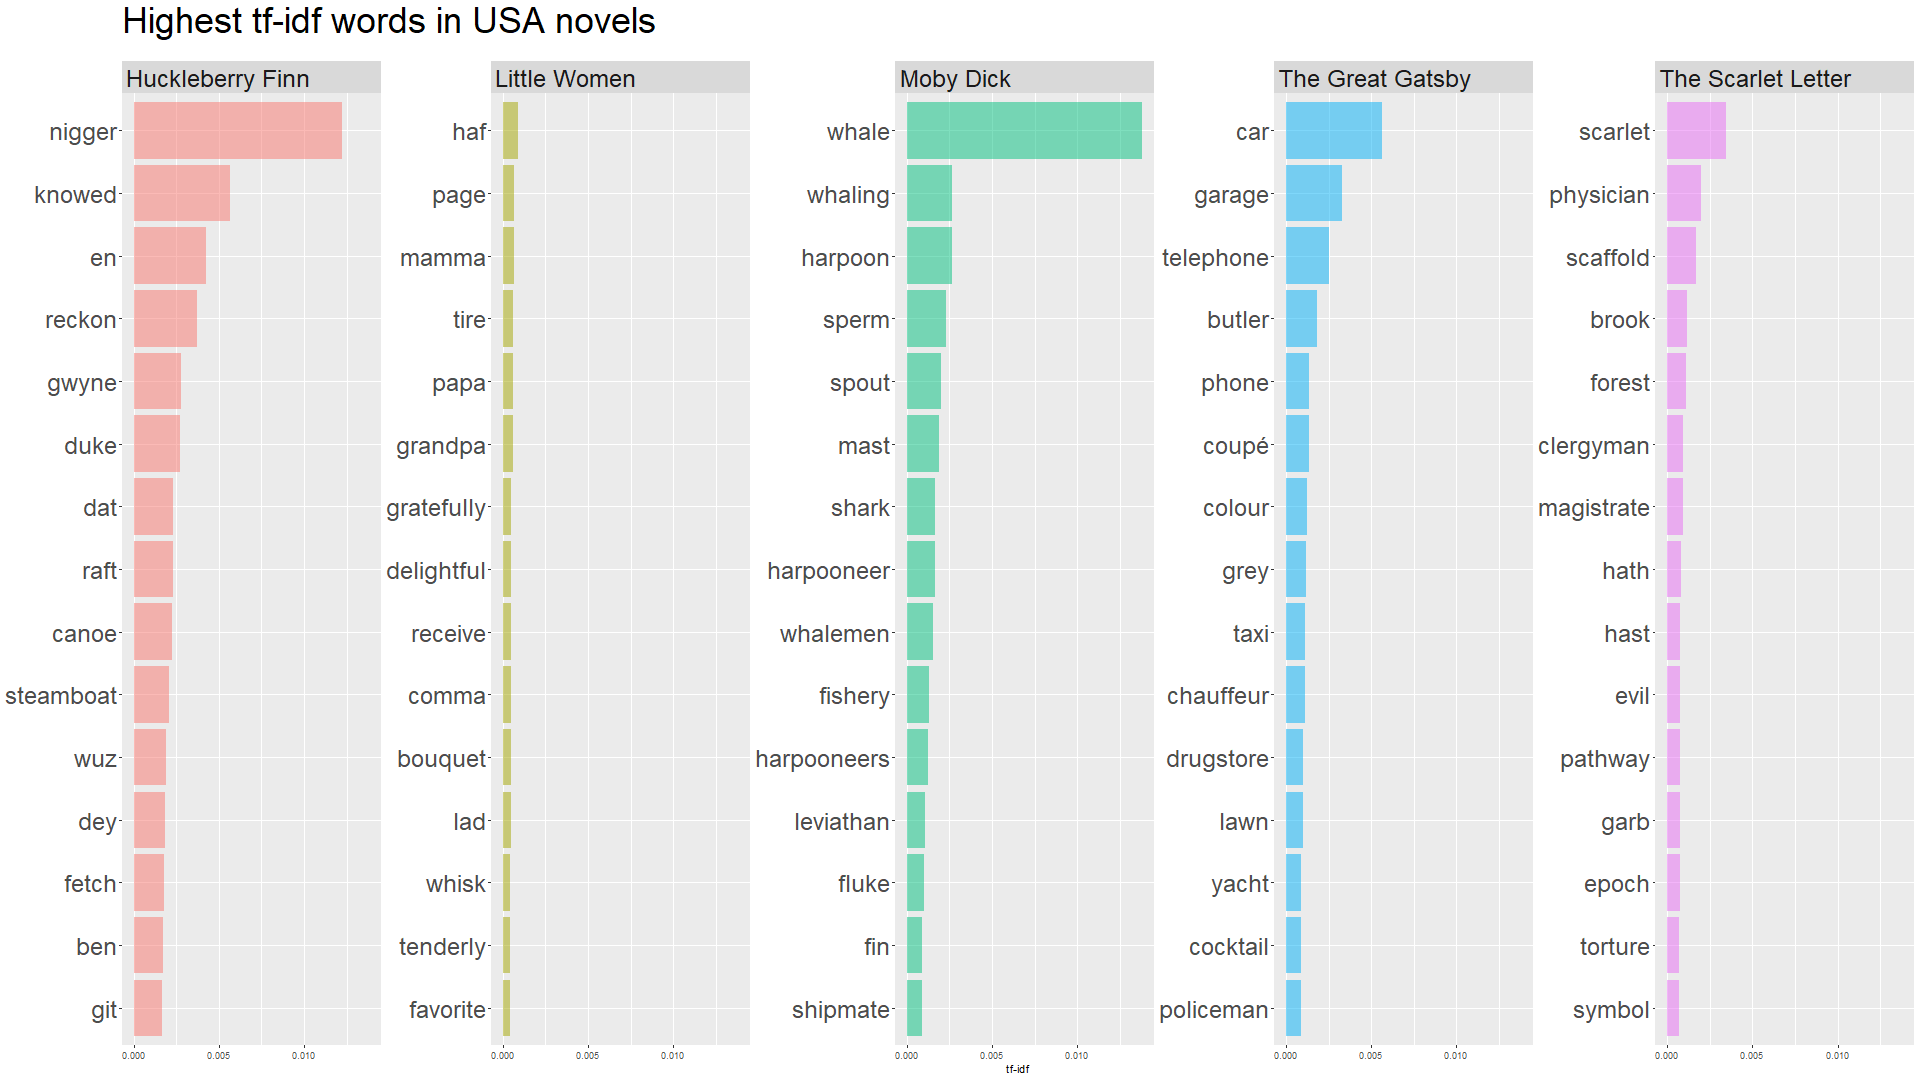 Highest tf-idf words in USA novels
Huckleberry Finn
nigger
knowed
en
reckon
gwyne
duke
dat
raft
canoe
steamboat
wuz
dey
fetch
ben
git
0.000 0.005 0.010
Little Women
haf
page
mamma
tire
papa
grandpa
gratefully
delightful
receive
comma
bouquet
lad
whisk
tenderly
favorite
0.000 0.005 0.010
Moby Dick
whale
whaling
harpoon
sperm
spout
mast
shark
harpooneer
whalemen
fishery
harpooneers
leviathan
fluke
fin
shipmate
0.000 0.005 0.010
The Great Gatsby
car
garage
telephone
butler
phone
coupé
colour
grey
taxi
chauffeur
drugstore
lawn
yacht
cocktail
policeman
0.000 0.005 0.010
The Scarlet Letter
scarlet
physician
scaffold
brook
forest
clergyman
magistrate
hath
hast
evil
pathway
garb
epoch
torture
symbol
0.000 0.005 0.010
tf-idf